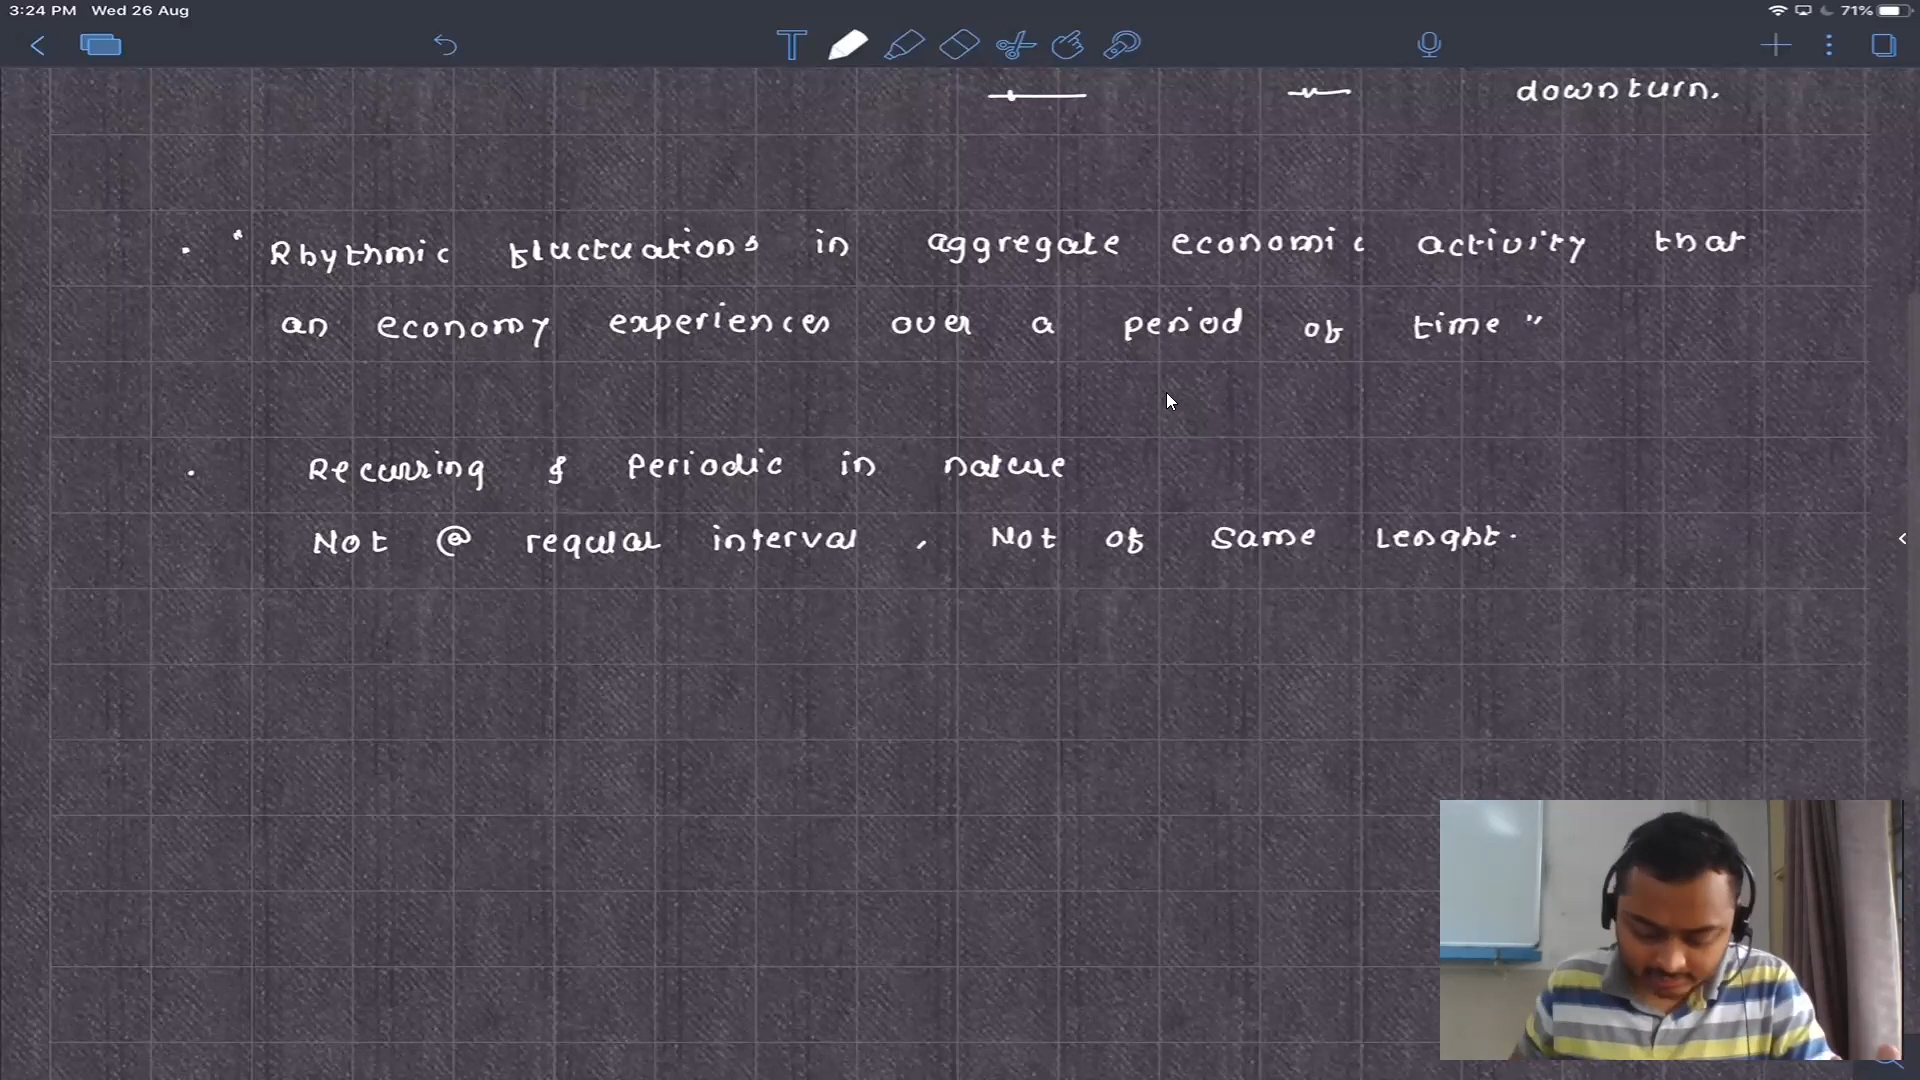 3:24 PM Wed 26 Aug
71%
downturn.
. " Rhythmic fluctuations in aggregate economic activity that
an economy experiences over a period of time "
. Recurring & Periodic in nature
Not @ regular interval , Not of same Lenght.